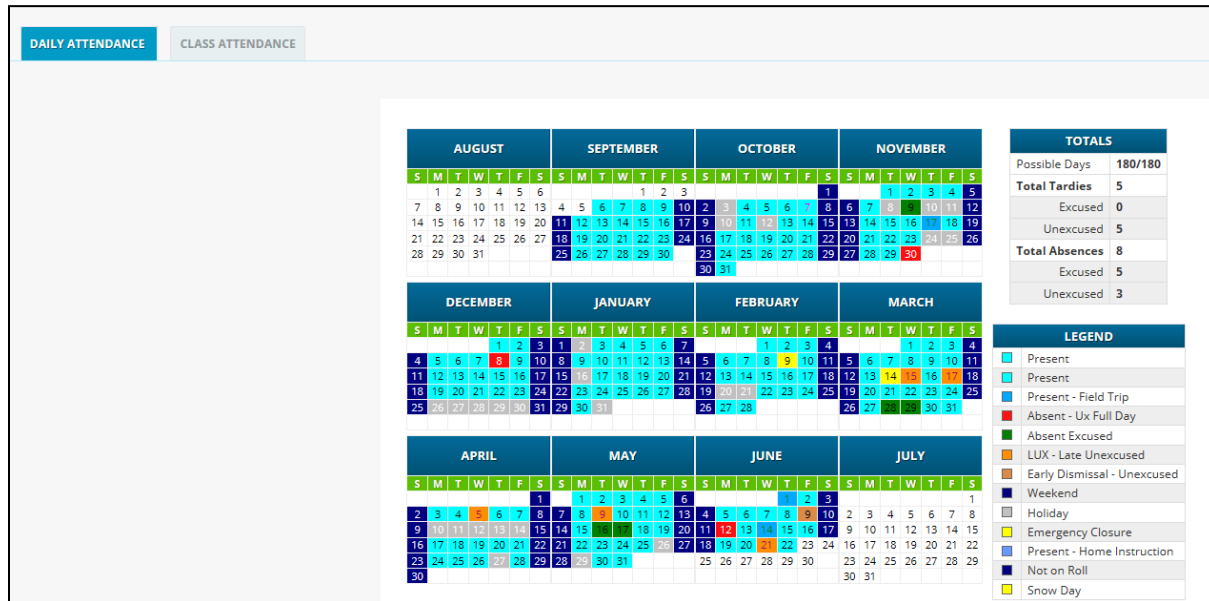 DAILY ATTENDANCE CLASS ATTENDANCE
AUGUST SEPTEMBER OCTOBER NOVEMBER TOTALS
Possible Days 180/180
S M T W T F S S M T W T F S S M T W T F S S M T W T F S Total Tardies 5
1 2 3 4 5 6 1 2 3 1 1 2 3 4 5
Excused 0
7 8 9 10 11 12 13 4 5 6 7 8 9 10 2 3 4 5 6 7 8 6 7 8 9 10 11 12
14 15 16 17 18 19 20 11 12 13 14 15 16 17 9 10 11 12 13 14 15 13 14 15 16 17 18 19 Unexcused 5
21 22 23 24 25 26 27 18 19 20 21 22 23 24 16 17 18 19 20 21 22 20 21 22 23 24 25 26
28 29 30 31 25 26 27 28 29 30 23 24 25 26 27 28 29 27 28 29 30 Total Absences 8
30 31 Excused 5
Unexcused 3
DECEMBER JANUARY FEBRUARY MARCH
S M T W T F S S M T W T F S S M T W T F S S M T W T F S LEGEND
1 2 3 1 2 3 4 5 6 7 1 2 3 4 1 2 3 4
4 5 6 7 8 9 10 8 9 10 11 12 13 14 5 6 7 8 9 10 11 5 6 7 8 9 10 11 Present
11 12 13 14 15 16 17 15 16 17 18 19 20 21 12 13 14 15 16 17 18 12 13 14 15 16 17 18 Present
18 19 20 21 22 23 24 22 23 24 25 26 27 28 19 20 21 22 23 24 25 19 20 21 22 23 24 25 Present - Field Trip
25 26 27 28 29 30 31 29 30 31 26 27 28 26 27 28 29 30 31 Absent - Ux Full Day
Absent Excused
APRIL MAY JUNE JULY LUX - Late Unexcused
Early Dismissal - Unexcused
S M T W T F S S M T W T F S S M T W T F S S M T W T F S Weekend
1 1 2 3 4 5 6 1 2 3 1
2 3 4 5 6 7 8 7 8 9 10 11 12 13 4 5 6 7 8 9 10 2 3 4 5 6 7 8 Holiday
9 10 11 12 13 14 15 14 15 16 17 18 19 20 11 12 13 14 15 16 17 9 10 11 12 13 14 15 Emergency Closure
16 17 18 19 20 21 22 21 22 23 24 25 26 27 18 19 20 21 22 23 24 16 17 18 19 20 21 22 Present - Home Instruction
23 24 25 26 27 28 29 28 29 30 31 25 26 27 28 29 30 23 24 25 26 27 28 29 Not on Roll
30 30 31 Snow Day